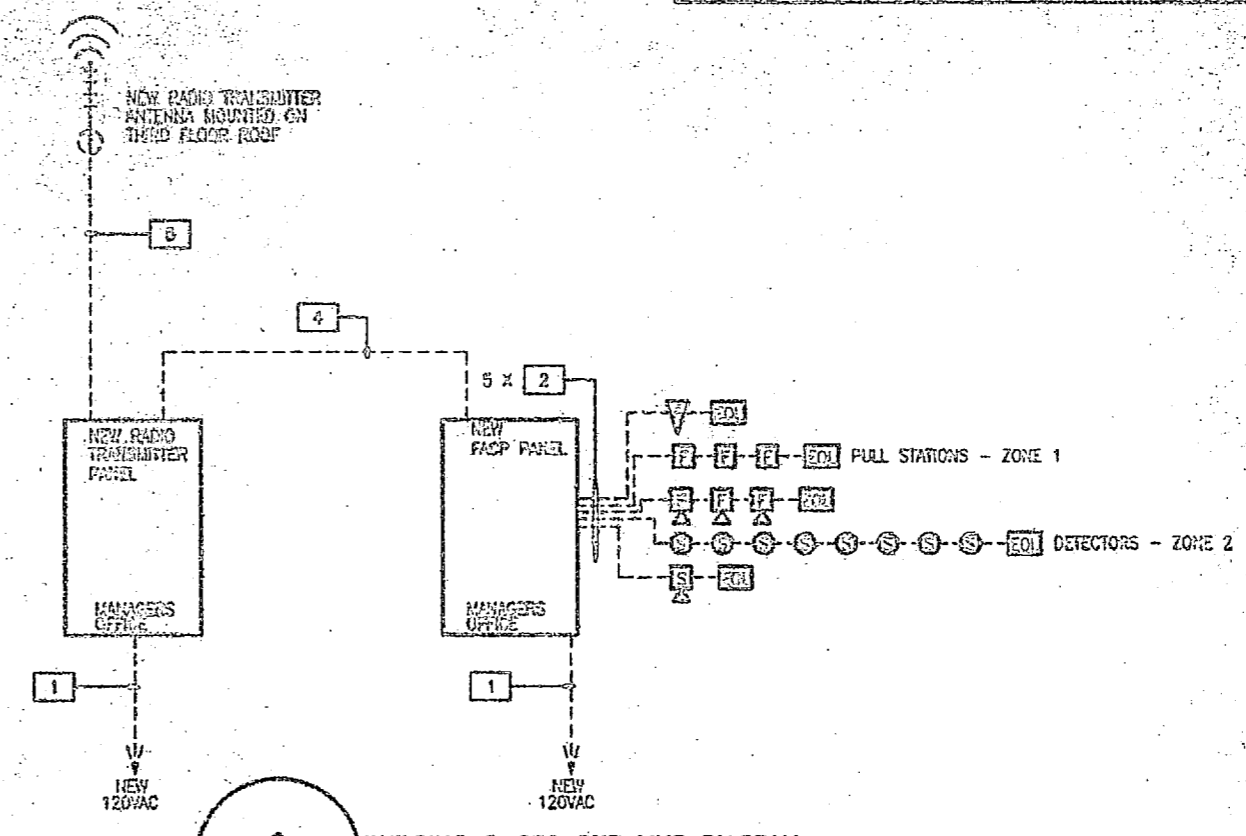 NEW RADIO TRANSMITTER
ANTENNA MOUNTED ON
THIRD FLOOR ROOF
4
5 X 2
NEW RADIO
TRANSMITTER
PANEL
NEW
FACP PANEL
EOL
F F F EOL PULL STATIONS - ZONE 1
F F F EOL
S S S S S S S S EOL DETECTORS - ZONE 2
S EOL
MANAGERS
OFFICE
MANAGERS
OFFICE
1
1
NEW
120VAC
NEW
120VAC